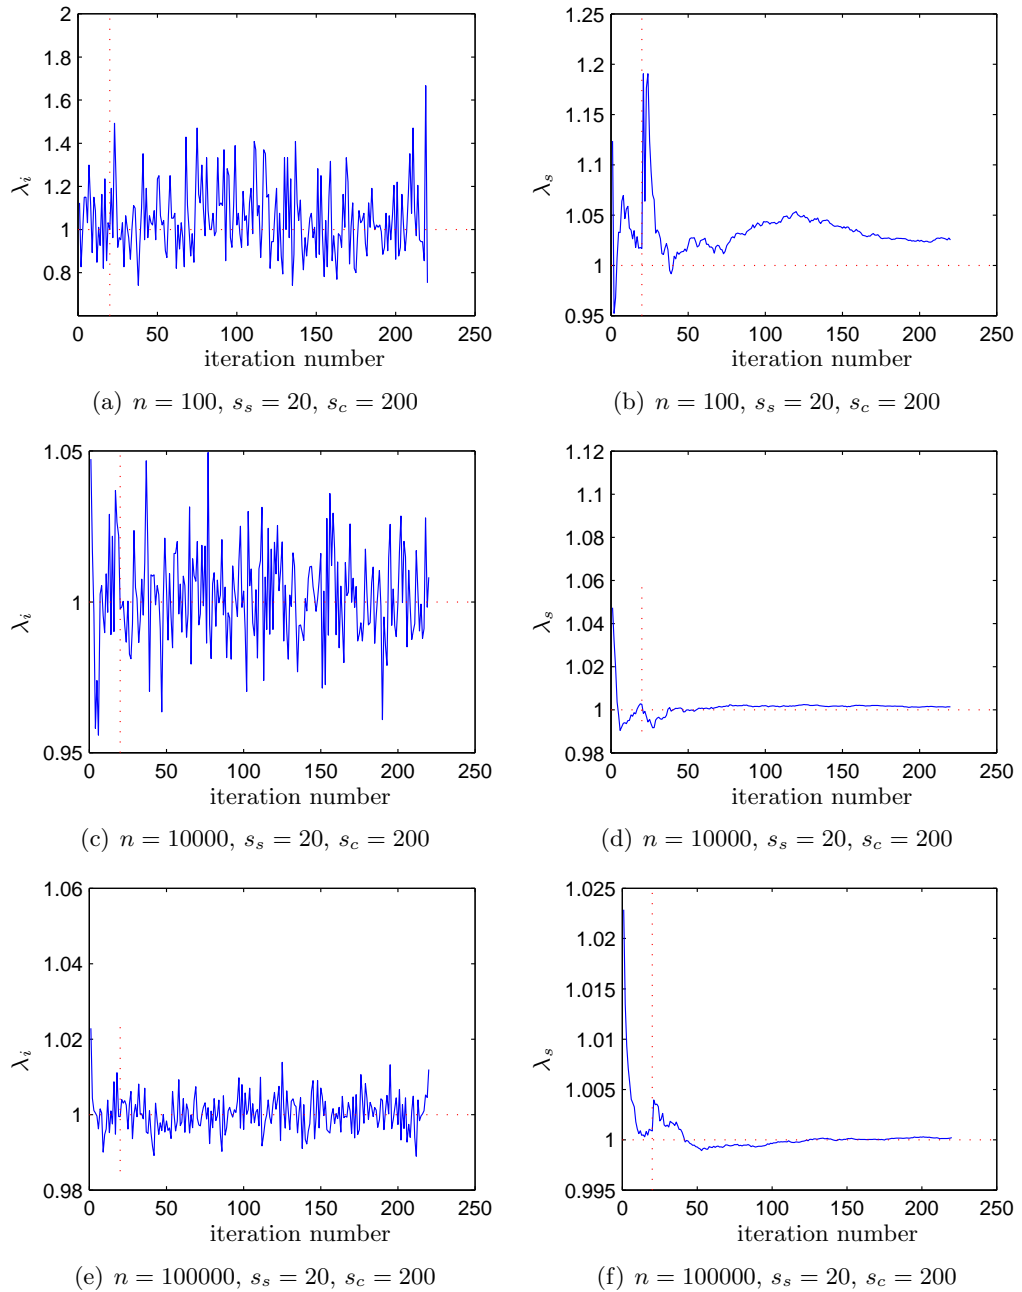 2
1.8
1.6
1.4
1.2
1
0.8
λ_i
0 50 100 150 200 250
iteration number
(a) n = 100, s_s = 20, s_c = 200
1.25
1.2
1.15
1.1
1.05
1
0.95
λ_s
0 50 100 150 200 250
iteration number
(b) n = 100, s_s = 20, s_c = 200
1.05
1
0.95
λ_i
0 50 100 150 200 250
iteration number
(c) n = 10000, s_s = 20, s_c = 200
1.12
1.1
1.08
1.06
1.04
1.02
1
0.98
λ_s
0 50 100 150 200 250
iteration number
(d) n = 10000, s_s = 20, s_c = 200
1.06
1.04
1.02
1
0.98
λ_i
0 50 100 150 200 250
iteration number
(e) n = 100000, s_s = 20, s_c = 200
1.025
1.02
1.015
1.01
1.005
1
0.995
λ_s
0 50 100 150 200 250
iteration number
(f) n = 100000, s_s = 20, s_c = 200